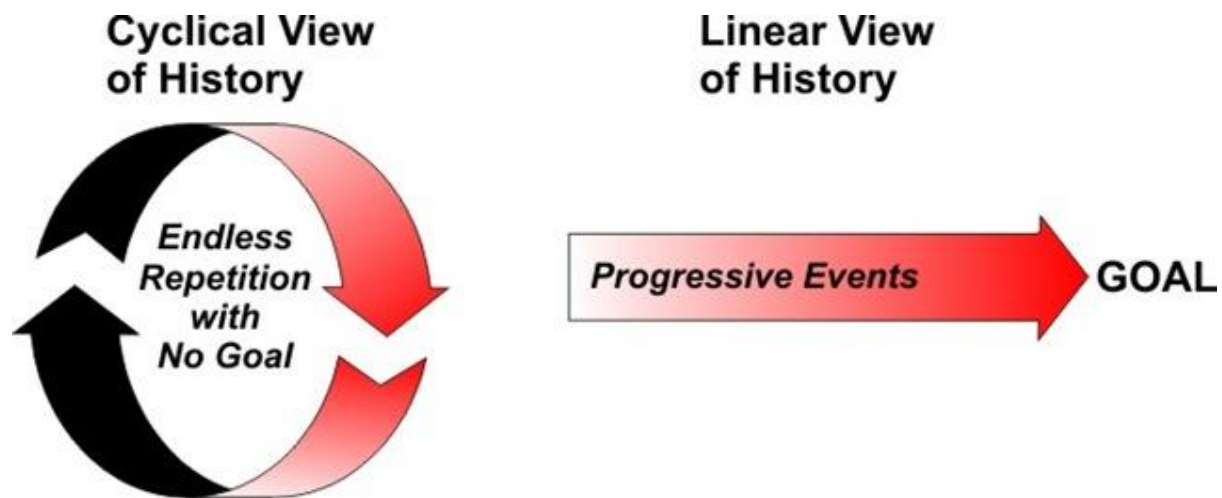 Cyclical View
of History
Endless
Repetition
with
No Goal
Linear View
of History
Progressive Events
GOAL